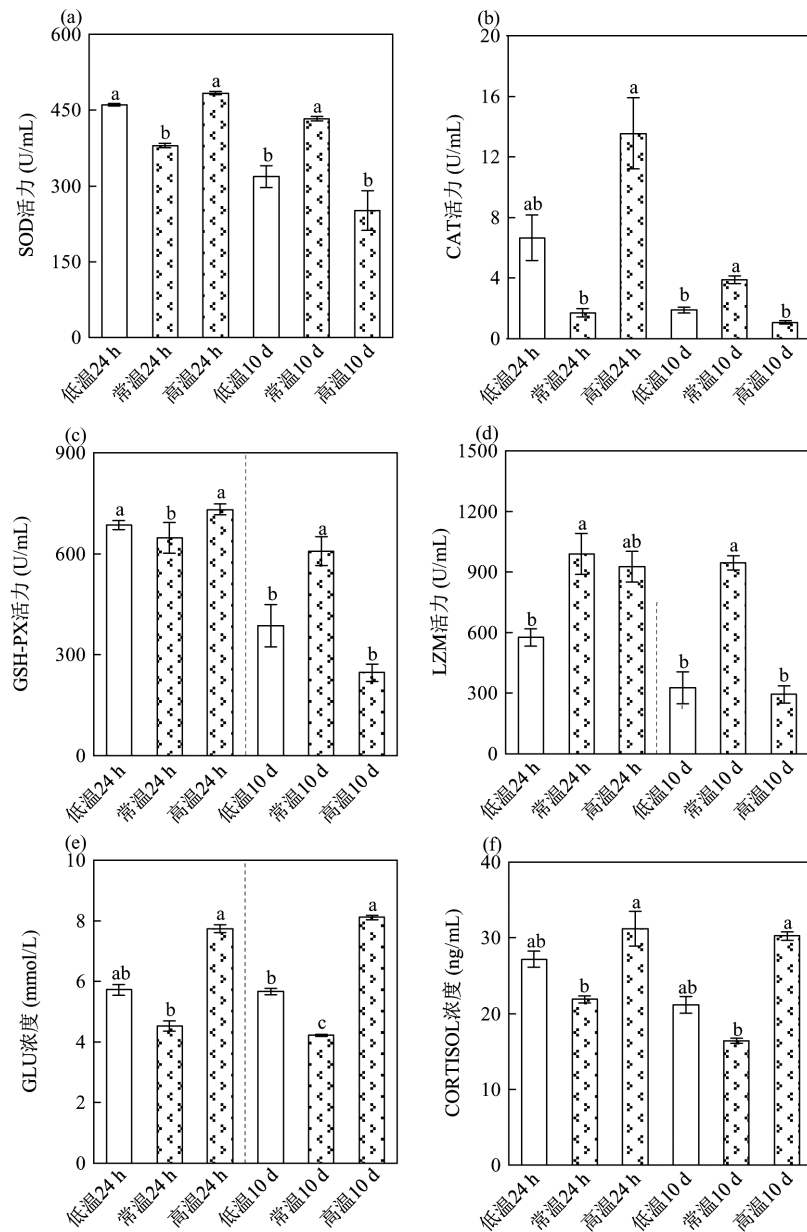 (a)
600
450
300
150
0
SOD活力 (U/mL)
a
b
a
b
a
b
低温24 h
常温24 h
高温24 h
低温10 d
常温10 d
高温10 d
(b)
20
16
12
8
4
0
CAT活力 (U/mL)
ab
b
a
b
a
b
低温24 h
常温24 h
高温24 h
低温10 d
常温10 d
高温10 d
(c)
900
600
300
0
GSH-PX活力 (U/mL)
a
b
a
b
a
b
低温24 h
常温24 h
高温24 h
低温10 d
常温10 d
高温10 d
(d)
1500
1200
900
600
300
0
LZM活力 (U/mL)
b
a
ab
b
a
b
低温24 h
常温24 h
高温24 h
低温10 d
常温10 d
高温10 d
(e)
10
8
6
4
2
0
GLU浓度 (mmol/L)
ab
b
a
b
c
a
低温24 h
常温24 h
高温24 h
低温10 d
常温10 d
高温10 d
(f)
40
30
20
10
0
CORTISOL浓度 (ng/mL)
ab
b
a
ab
b
a
低温24 h
常温24 h
高温24 h
低温10 d
常温10 d
高温10 d